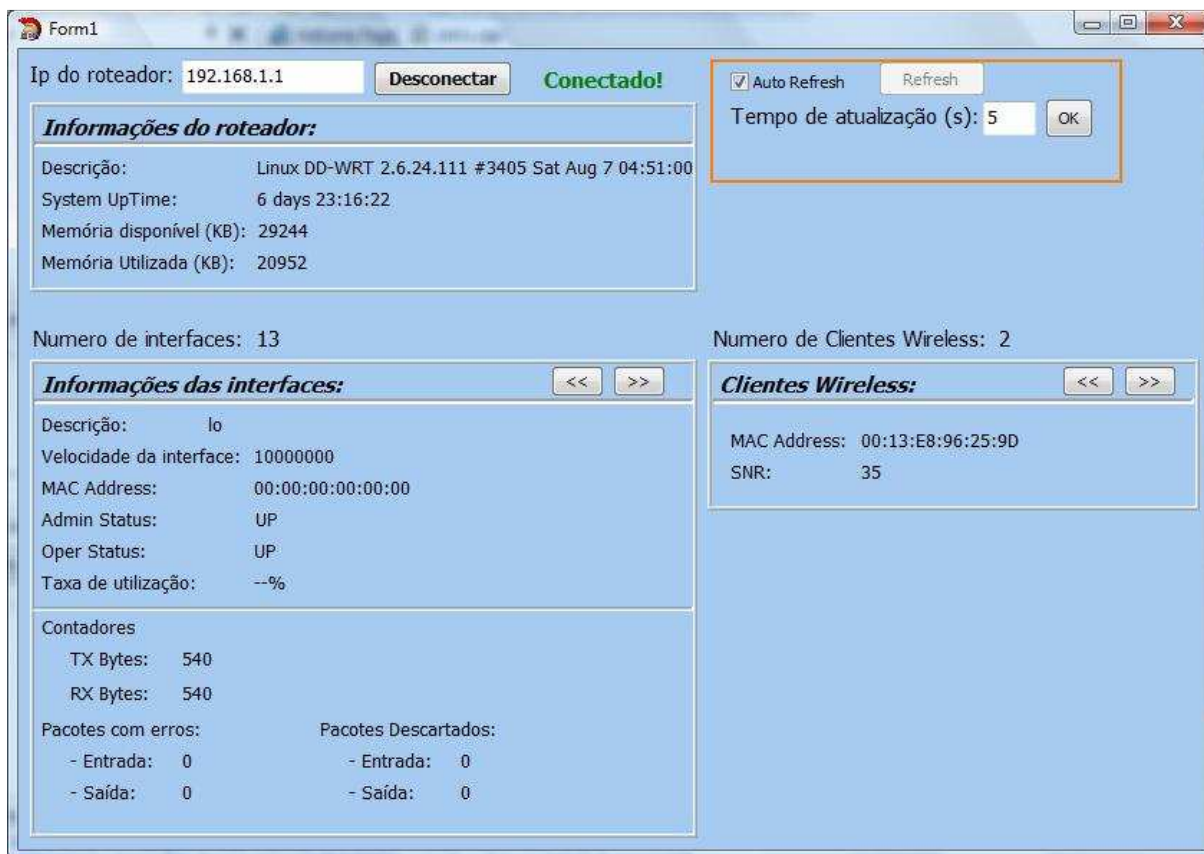 Form1
Ip do roteador: 192.168.1.1 Desconectar Conectado!
Auto Refresh Refresh
Tempo de atualização (s): 5 OK
Informações do roteador:
Descrição: Linux DD-WRT 2.6.24.111 #3405 Sat Aug 7 04:51:00
System UpTime: 6 days 23:16:22
Memória disponível (KB): 29244
Memória Utilizada (KB): 20952
Numero de interfaces: 13
Informações das interfaces: << >>
Descrição: lo
Velocidade da interface: 10000000
MAC Address: 00:00:00:00:00:00
Admin Status: UP
Oper Status: UP
Taxa de utilização: --%
Contadores
TX Bytes: 540
RX Bytes: 540
Pacotes com erros: Pacotes Descartados:
- Entrada: 0 - Entrada: 0
- Saída: 0 - Saída: 0
Numero de Clientes Wireless: 2
Clientes Wireless: << >>
MAC Address: 00:13:E8:96:25:9D
SNR: 35